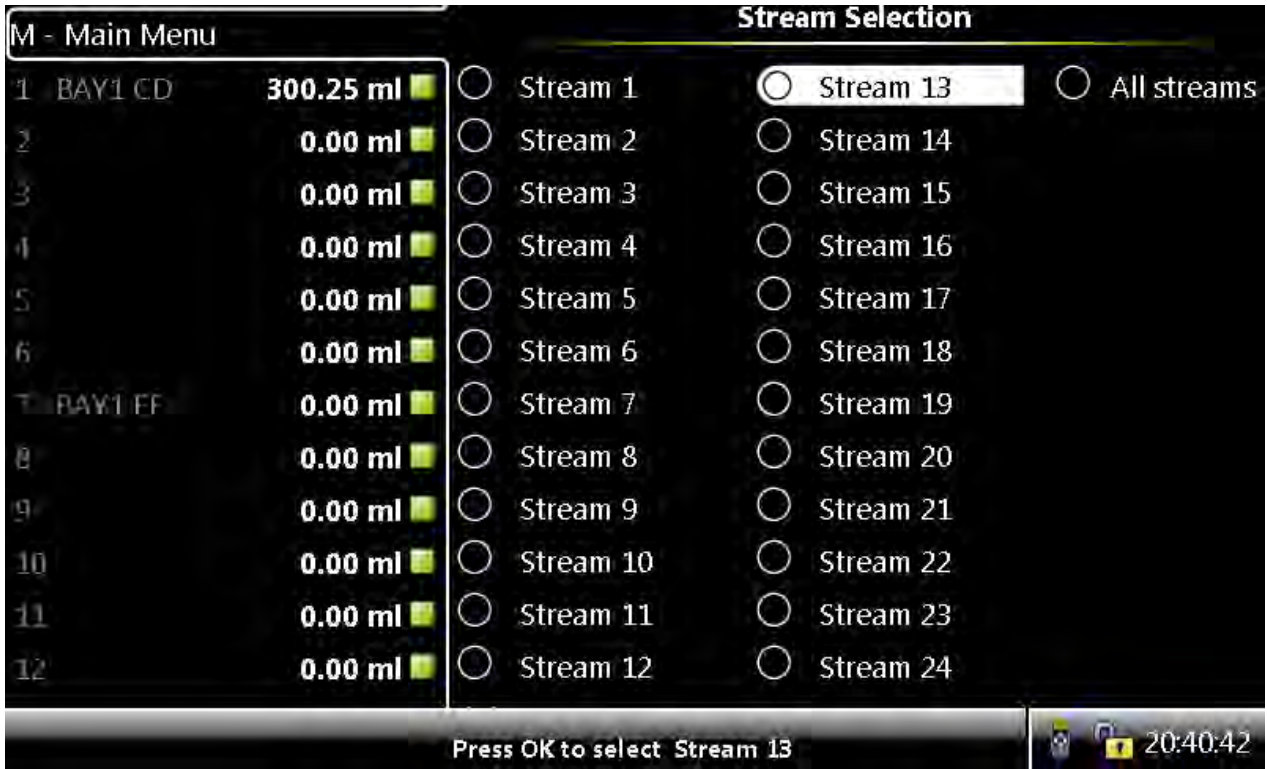 M - Main Menu
1 BAY1 CD 300.25 ml
2 0.00 ml
3 0.00 ml
4 0.00 ml
5 0.00 ml
6 0.00 ml
7 BAY1 EF 0.00 ml
8 0.00 ml
9 0.00 ml
10 0.00 ml
11 0.00 ml
12 0.00 ml
Stream Selection
Stream 1
Stream 2
Stream 3
Stream 4
Stream 5
Stream 6
Stream 7
Stream 8
Stream 9
Stream 10
Stream 11
Stream 12
Stream 13
Stream 14
Stream 15
Stream 16
Stream 17
Stream 18
Stream 19
Stream 20
Stream 21
Stream 22
Stream 23
Stream 24
All streams
Press OK to select Stream 13
20:40:42